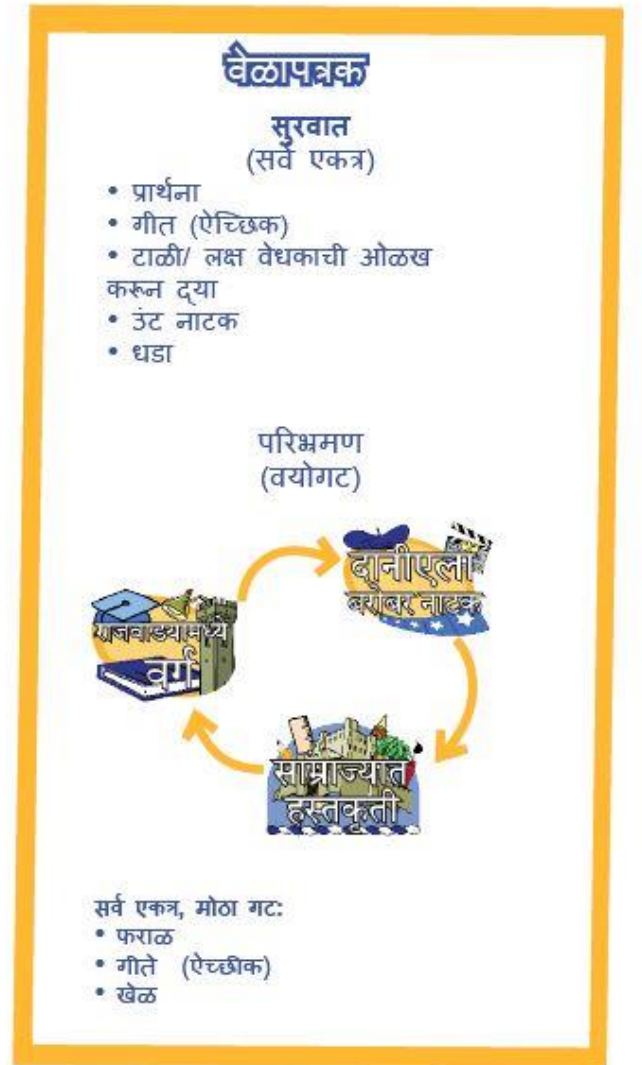 वेळापत्रक
सुरवात
(सर्व एकत्र)
• प्रार्थना
• गीत (ऐच्छिक)
• टाळी/ लक्ष वेधकाची ओळख
करून द्या
• उंट नाटक
• धडा
परिभ्रमण
(वयोगट)
दानीएला
बरोबर नाटक
राजवाडयामध्ये
वर्ग
साम्राज्यात
हस्तकृती
सर्व एकत्र, मोठा गट:
• फराळ
• गीते (ऐच्छीक)
• खेळ